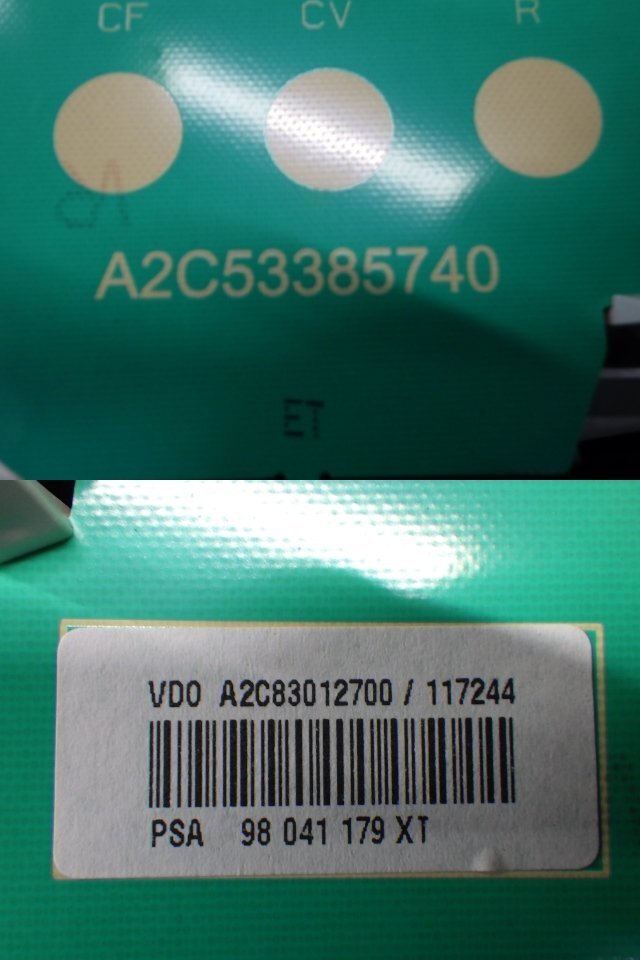 CF CV R
A2C53385740
ET
VDO A2C83012700 / 117244
PSA 98 041 179 XT